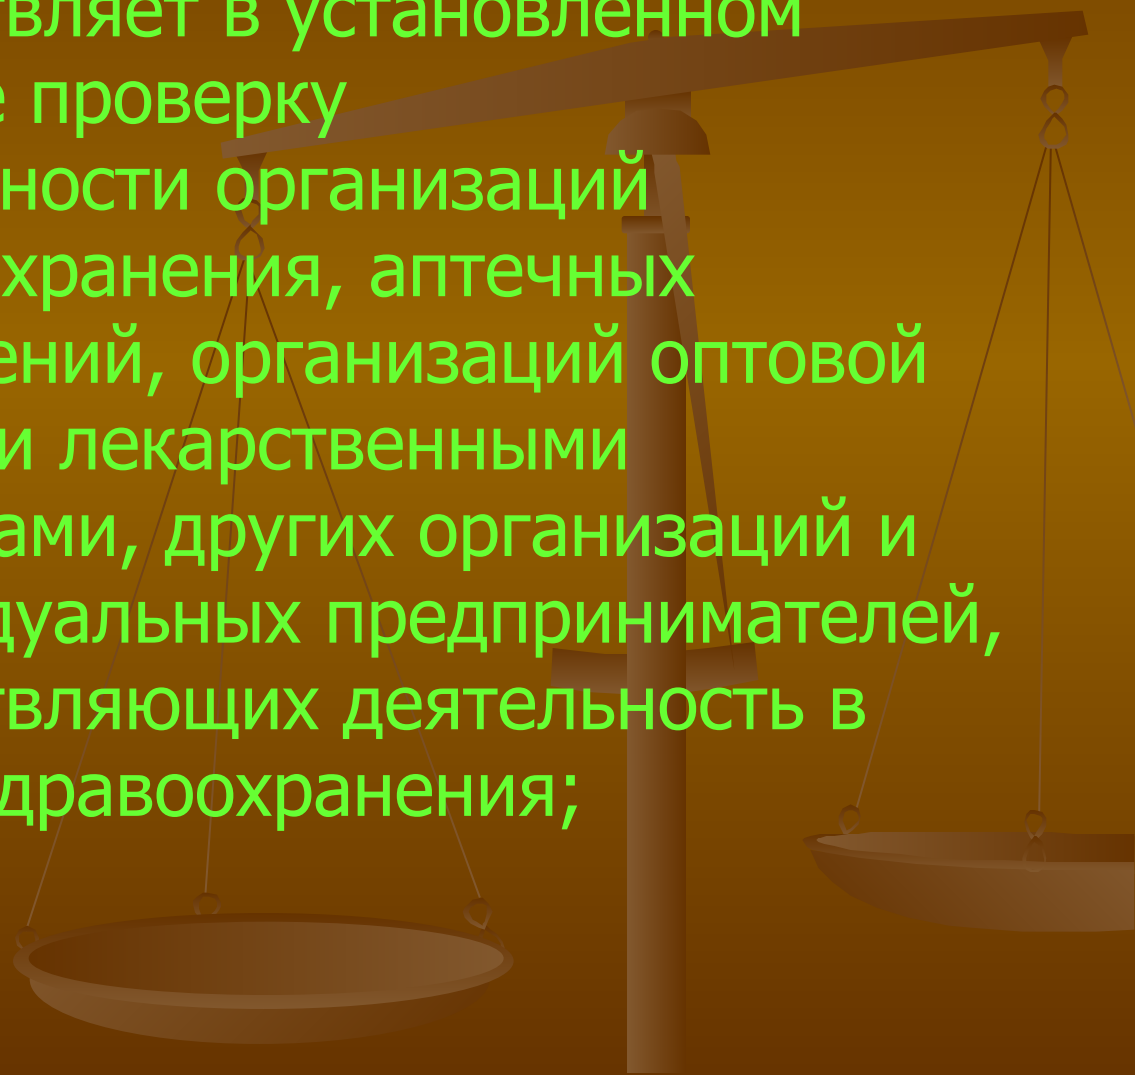 вляет в установленном
проверку
ности организаций
хранения, аптечных
ений, организаций оптовой
и лекарственными
ами, других организаций и
дуальных предпринимателей,
твляющих деятельность в
дравоохранения;